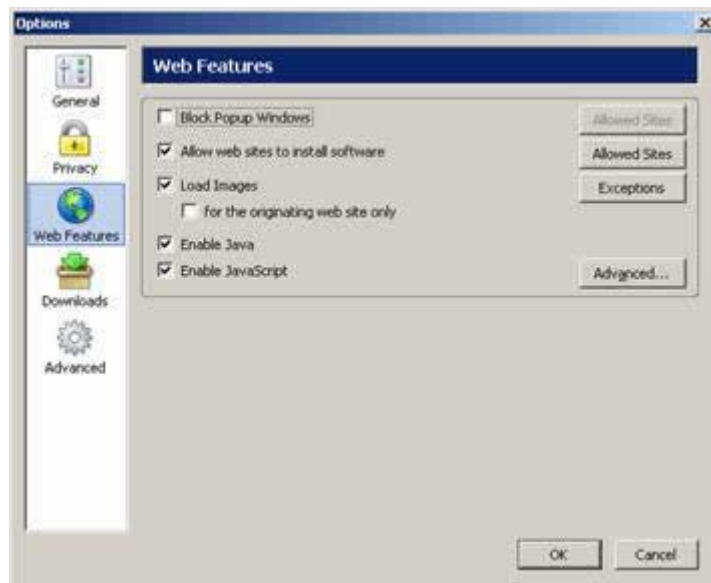 Options
General
Privacy
Web Features
Downloads
Advanced
Web Features
Block Popup Windows
Allowed Sites
Allow web sites to install software
Allowed Sites
Load Images
Exceptions
for the originating web site only
Enable Java
Enable JavaScript
Advanced...
OK
Cancel